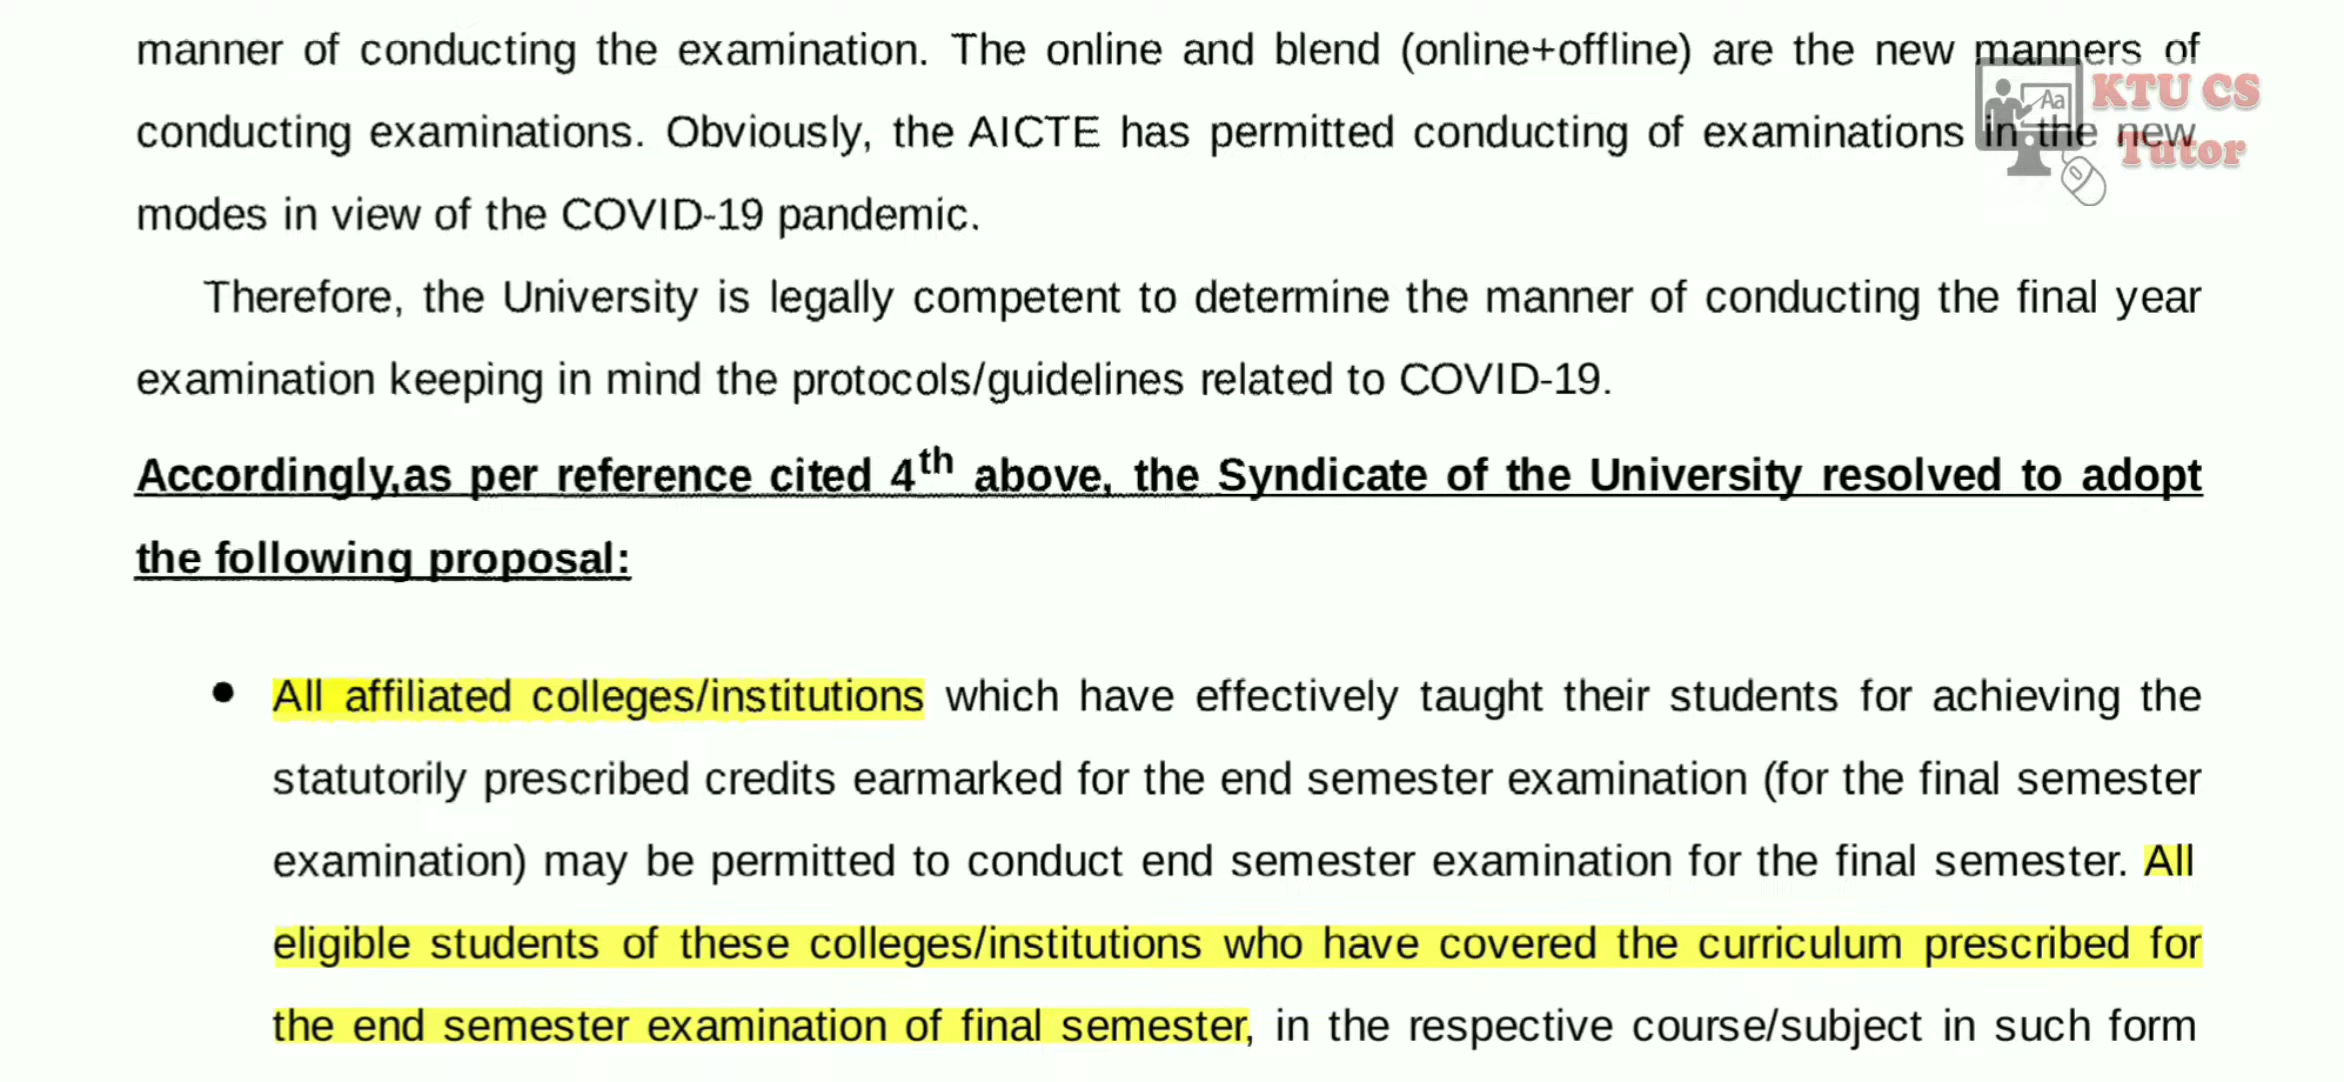 manner of conducting the examination. The online and blend (online+offline) are the new manners of
conducting examinations. Obviously, the AICTE has permitted conducting of examinations in the new
modes in view of the COVID-19 pandemic.
Therefore, the University is legally competent to determine the manner of conducting the final year
examination keeping in mind the protocols/guidelines related to COVID-19.
Accordingly,as per reference cited 4th above, the Syndicate of the University resolved to adopt
the following proposal:
● All affiliated colleges/institutions which have effectively taught their students for achieving the
statutorily prescribed credits earmarked for the end semester examination (for the final semester
examination) may be permitted to conduct end semester examination for the final semester. All
eligible students of these colleges/institutions who have covered the curriculum prescribed for
the end semester examination of final semester, in the respective course/subject in such form
Aa
KTU CS
Tutor